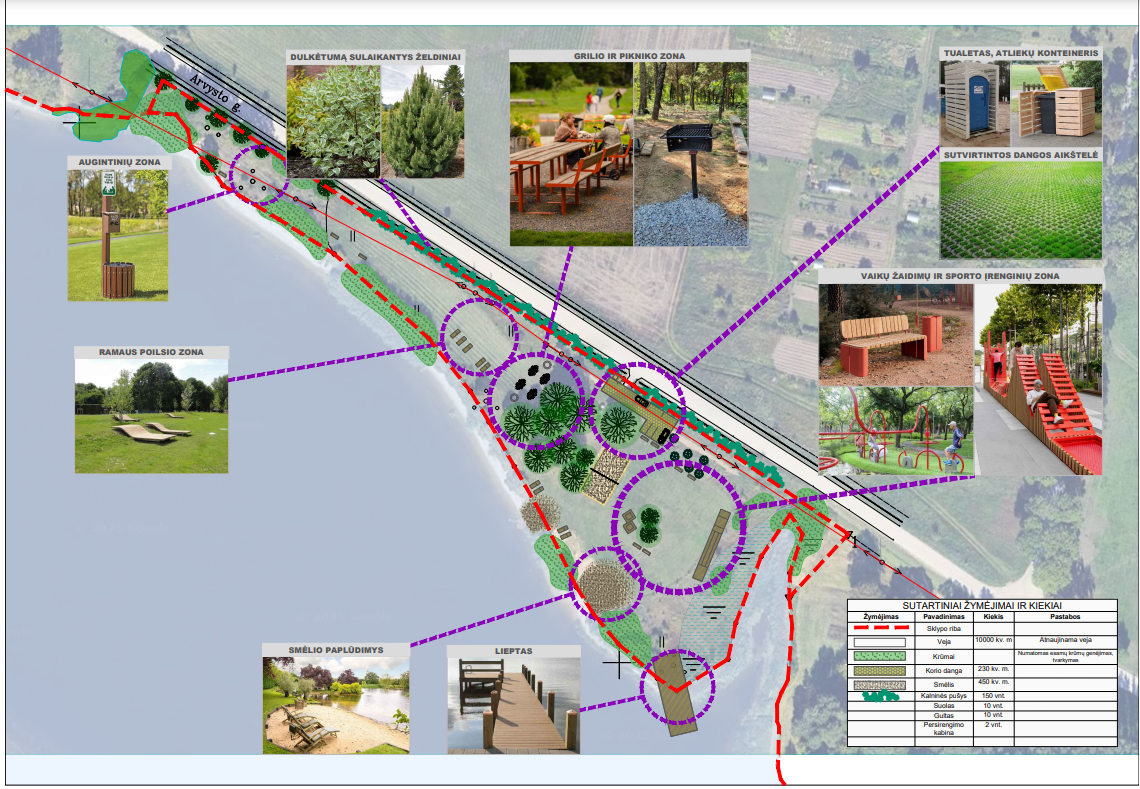 Arvysto g.
DULKĖTUMĄ SULAIKANTYS ŽELDINIAI
GRILIO IR PIKNIKO ZONA
TUALETAS, ATLIEKŲ KONTEINERIS
SUTVIRTINTOS DANGOS AIKŠTELĖ
AUGINTINIŲ ZONA
VAIKŲ ŽAIDIMŲ IR SPORTO ĮRENGINIŲ ZONA
RAMAUS POILSIO ZONA
SMĖLIO PAPLŪDIMYS
LIEPTAS
SUTARTINIAI ŽYMĖJIMAI IR KIEKIAI
Žymėjimas Pavadinimas Kiekis Pastabos
Sklypo riba
Veja 10000 kv. m Atnaujinama veja
Krūmai Numatomas esamų krūmų genėjimas, tvarkymas
Korio danga 230 kv. m.
Smėlis 450 kv. m.
Kalninės pušys 150 vnt.
Suolas 10 vnt.
Gultas 10 vnt.
Persirengimo kabina 2 vnt.